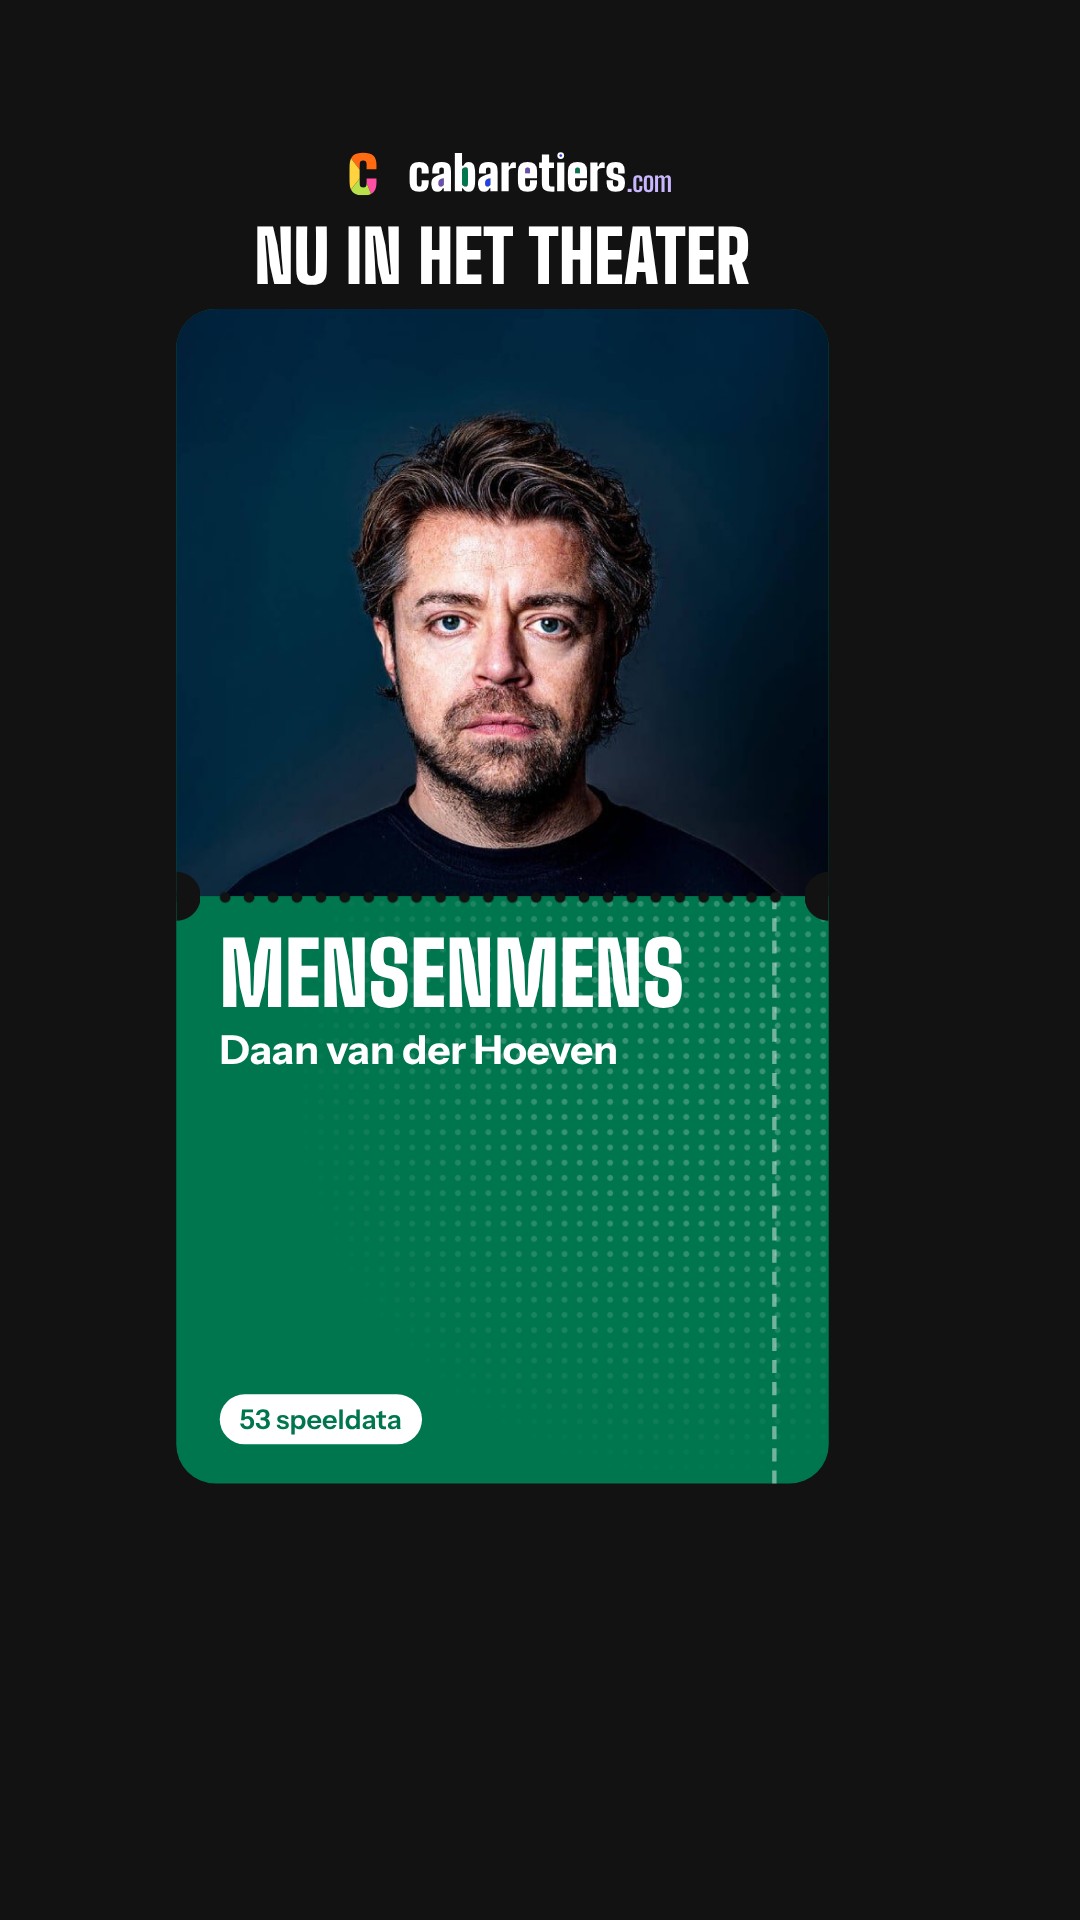 cabaretiers.com
NU IN HET THEATER
MENSENMENS
Daan van der Hoeven
53 speeldata